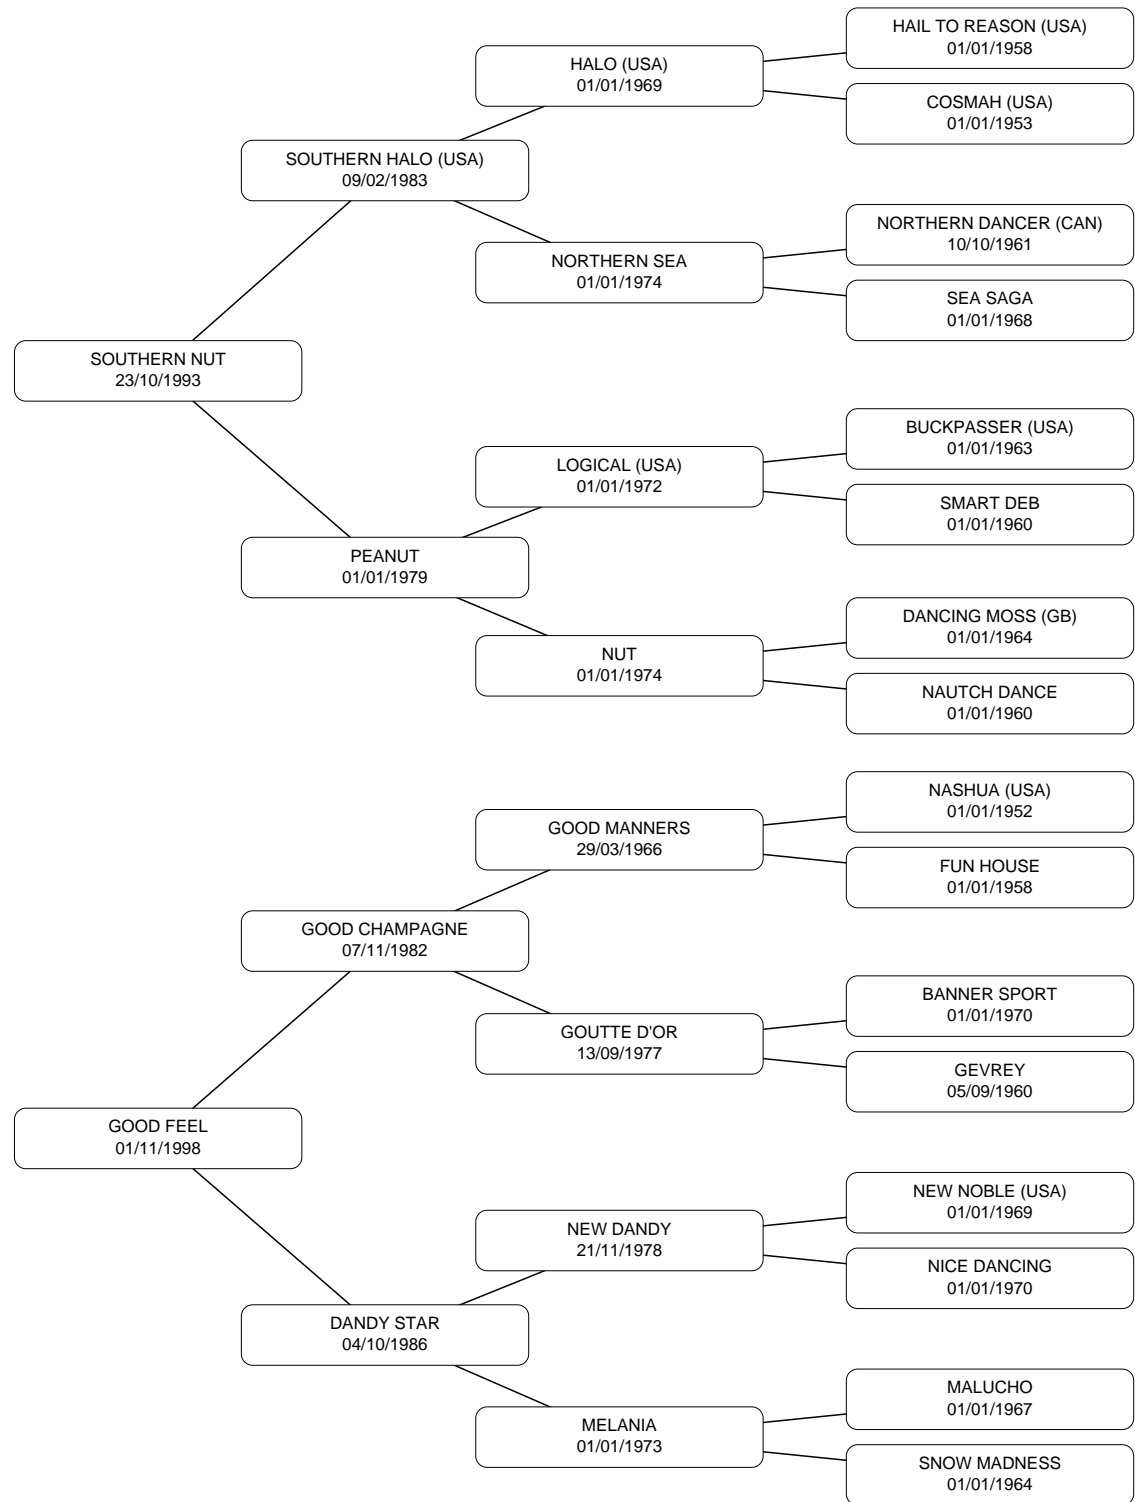 HAIL TO REASON (USA)
01/01/1958
HALO (USA)
01/01/1969
COSMAH (USA)
01/01/1953
SOUTHERN HALO (USA)
09/02/1983
NORTHERN DANCER (CAN)
10/10/1961
NORTHERN SEA
01/01/1974
SEA SAGA
01/01/1968
SOUTHERN NUT
23/10/1993
BUCKPASSER (USA)
01/01/1963
LOGICAL (USA)
01/01/1972
SMART DEB
01/01/1960
PEANUT
01/01/1979
DANCING MOSS (GB)
01/01/1964
NUT
01/01/1974
NAUTCH DANCE
01/01/1960
NASHUA (USA)
01/01/1952
GOOD MANNERS
29/03/1966
FUN HOUSE
01/01/1958
GOOD CHAMPAGNE
07/11/1982
BANNER SPORT
01/01/1970
GOUTTE D'OR
13/09/1977
GEVREY
05/09/1960
GOOD FEEL
01/11/1998
NEW NOBLE (USA)
01/01/1969
NEW DANDY
21/11/1978
NICE DANCING
01/01/1970
DANDY STAR
04/10/1986
MALUCHO
01/01/1967
MELANIA
01/01/1973
SNOW MADNESS
01/01/1964